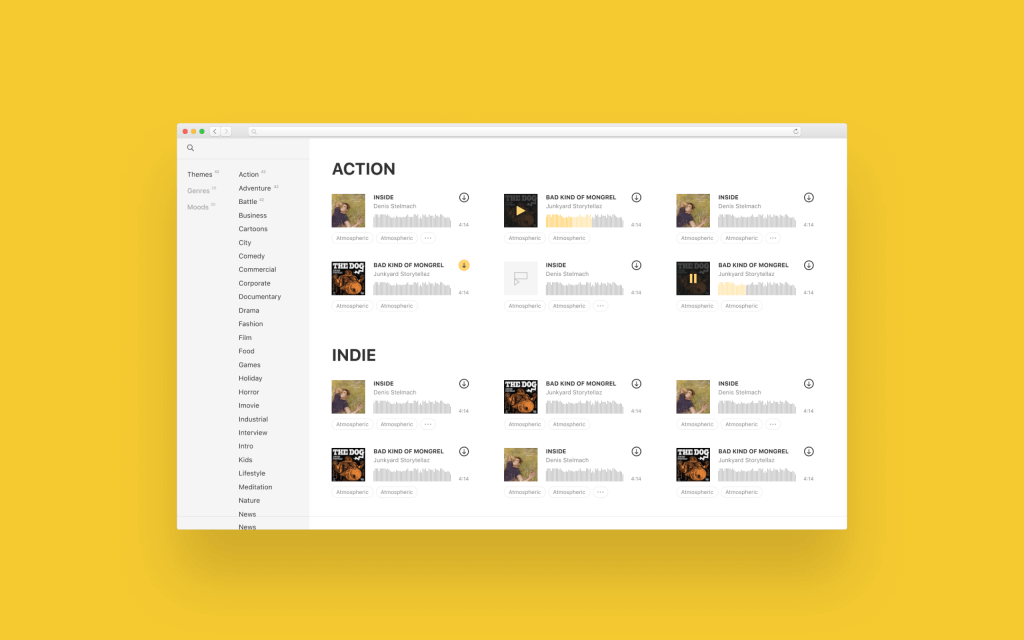 Themes
Genres
Moods
Action
Adventure
Battle
Business
Cartoons
City
Comedy
Commercial
Corporate
Documentary
Drama
Fashion
Film
Food
Games
Holiday
Horror
Imovie
Industrial
Interview
Intro
Kids
Lifestyle
Meditation
Nature
News
News
ACTION
INSIDE
Denis Stelmach
4:14
Atmospheric Atmospheric ···
THE DOG
BAD KIND OF MONGREL
Junkyard Storytellaz
4:14
Atmospheric Atmospheric
INSIDE
Denis Stelmach
4:14
Atmospheric Atmospheric ···
THE DOG
BAD KIND OF MONGREL
Junkyard Storytellaz
4:14
Atmospheric Atmospheric
INSIDE
Denis Stelmach
4:14
Atmospheric Atmospheric ···
THE DOG
BAD KIND OF MONGREL
Junkyard Storytellaz
4:14
Atmospheric Atmospheric
INDIE
INSIDE
Denis Stelmach
4:14
Atmospheric Atmospheric ···
THE DOG
BAD KIND OF MONGREL
Junkyard Storytellaz
4:14
Atmospheric Atmospheric
INSIDE
Denis Stelmach
4:14
Atmospheric Atmospheric ···
THE DOG
BAD KIND OF MONGREL
Junkyard Storytellaz
4:14
Atmospheric Atmospheric
INSIDE
Denis Stelmach
4:14
Atmospheric Atmospheric ···
THE DOG
BAD KIND OF MONGREL
Junkyard Storytellaz
4:14
Atmospheric Atmospheric